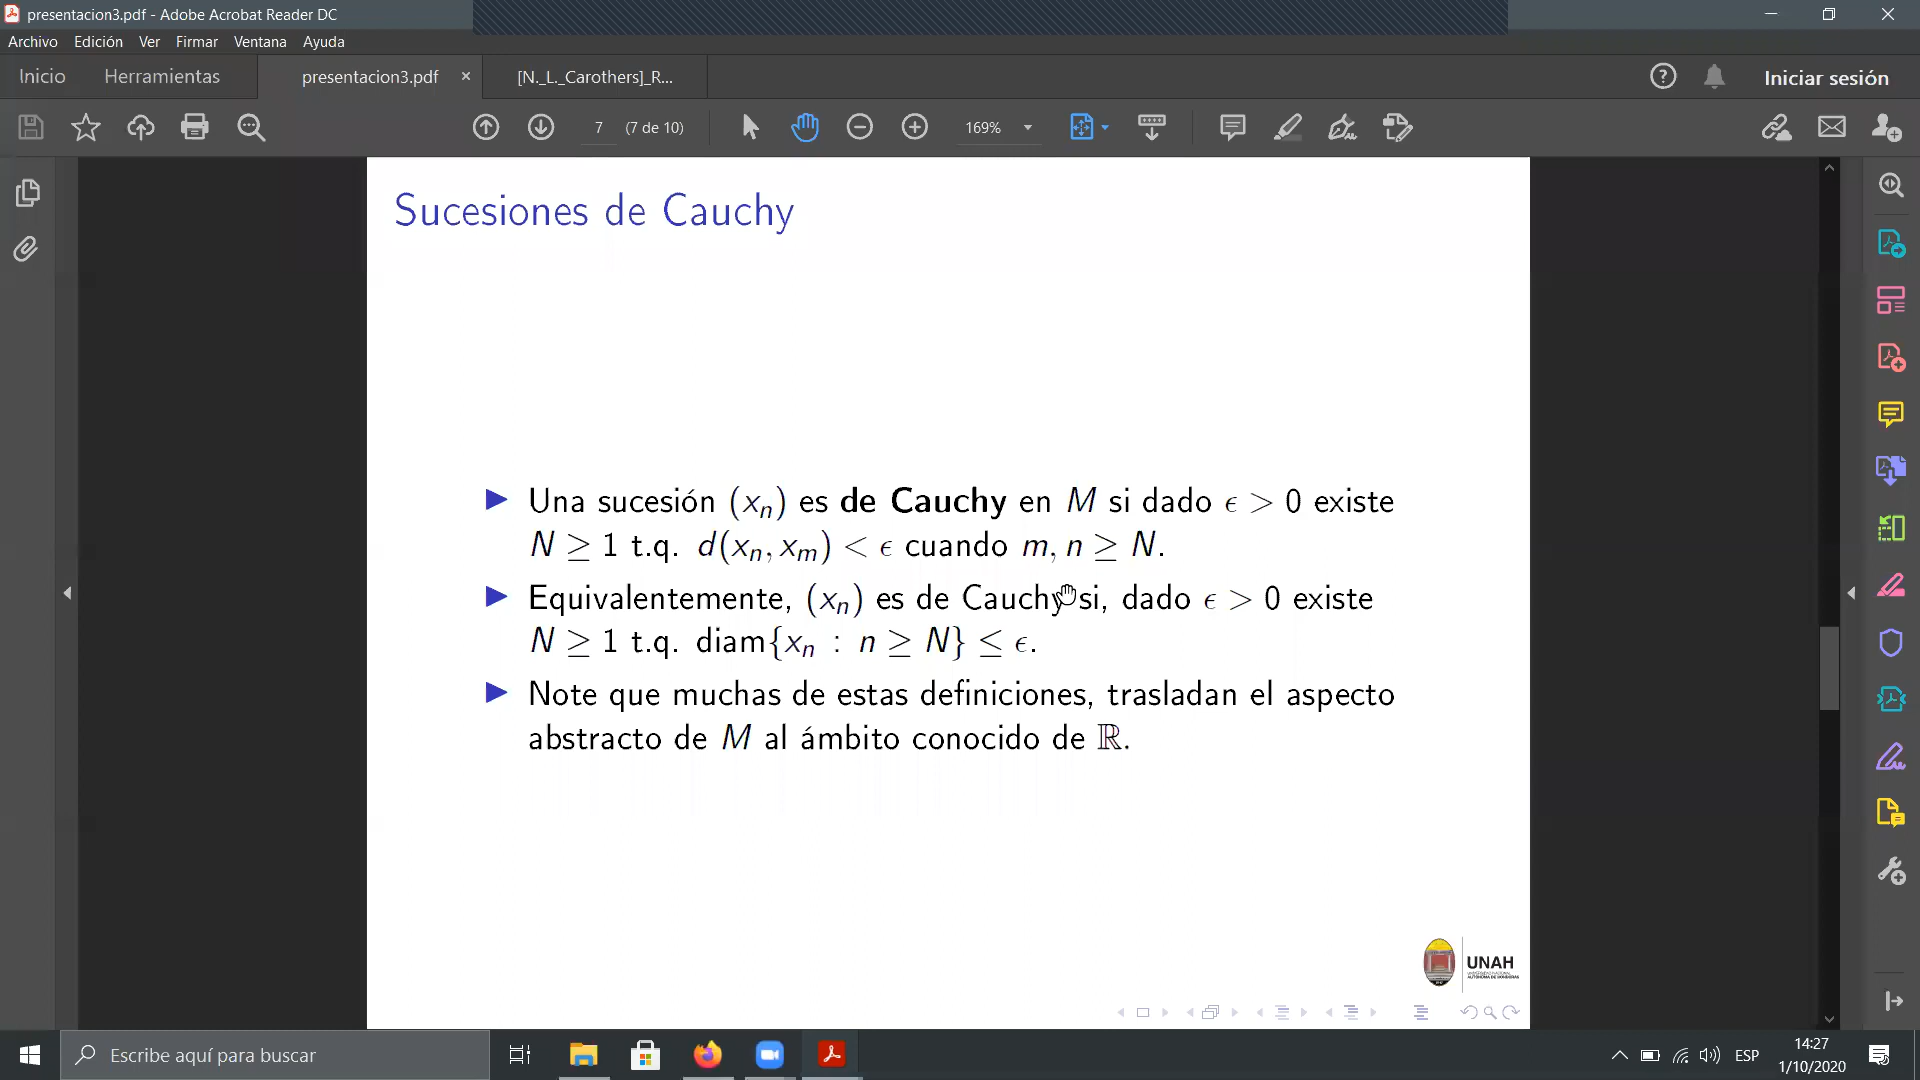 presentacion3.pdf - Adobe Acrobat Reader DC
Archivo Edición Ver Firmar Ventana Ayuda
Inicio Herramientas presentacion3.pdf × [N._L._Carothers]_R... Iniciar sesión
7 (7 de 10) 169%
Sucesiones de Cauchy
▶ Una sucesión (xₙ) es de Cauchy en M si dado ϵ > 0 existe
N ≥ 1 t.q. d(xₙ, xₘ) < ϵ cuando m, n ≥ N.
▶ Equivalentemente, (xₙ) es de Cauchy si, dado ϵ > 0 existe
N ≥ 1 t.q. diam{xₙ : n ≥ N} ≤ ϵ.
▶ Note que muchas de estas definiciones, trasladan el aspecto
abstracto de M al ámbito conocido de ℝ.
UNAH
Escribe aquí para buscar
ESP
14:27
1/10/2020